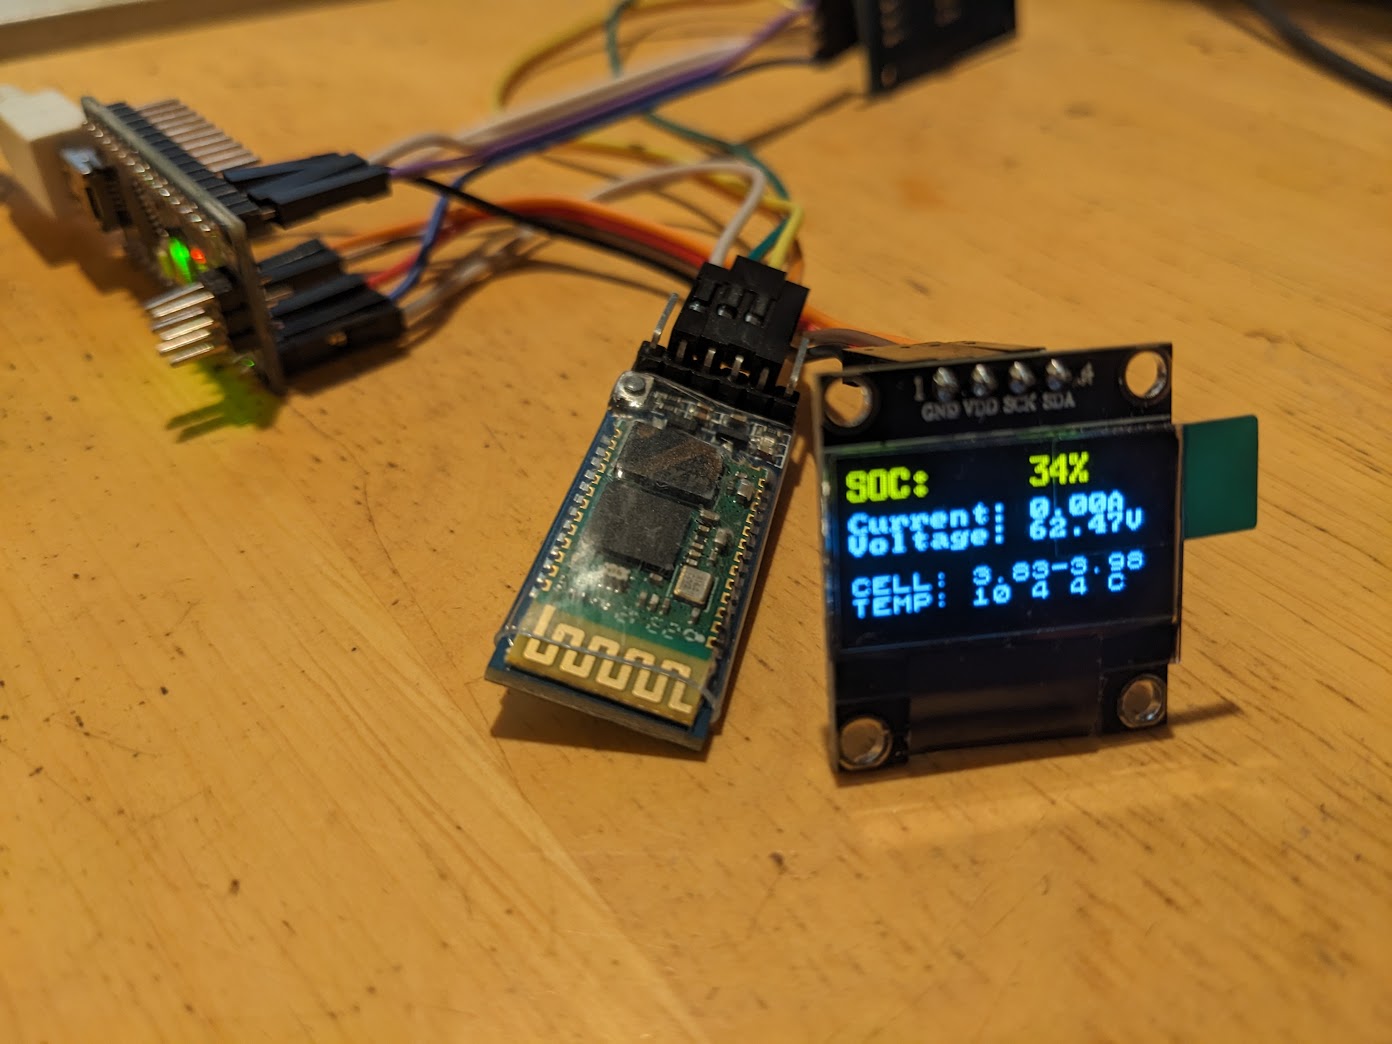 1 4
GND VDD SCK SDA
SOC: 34%
Current: 0.00A
Voltage: 62.47V
CELL: 3.83-3.98
TEMP: 10 4 4 C